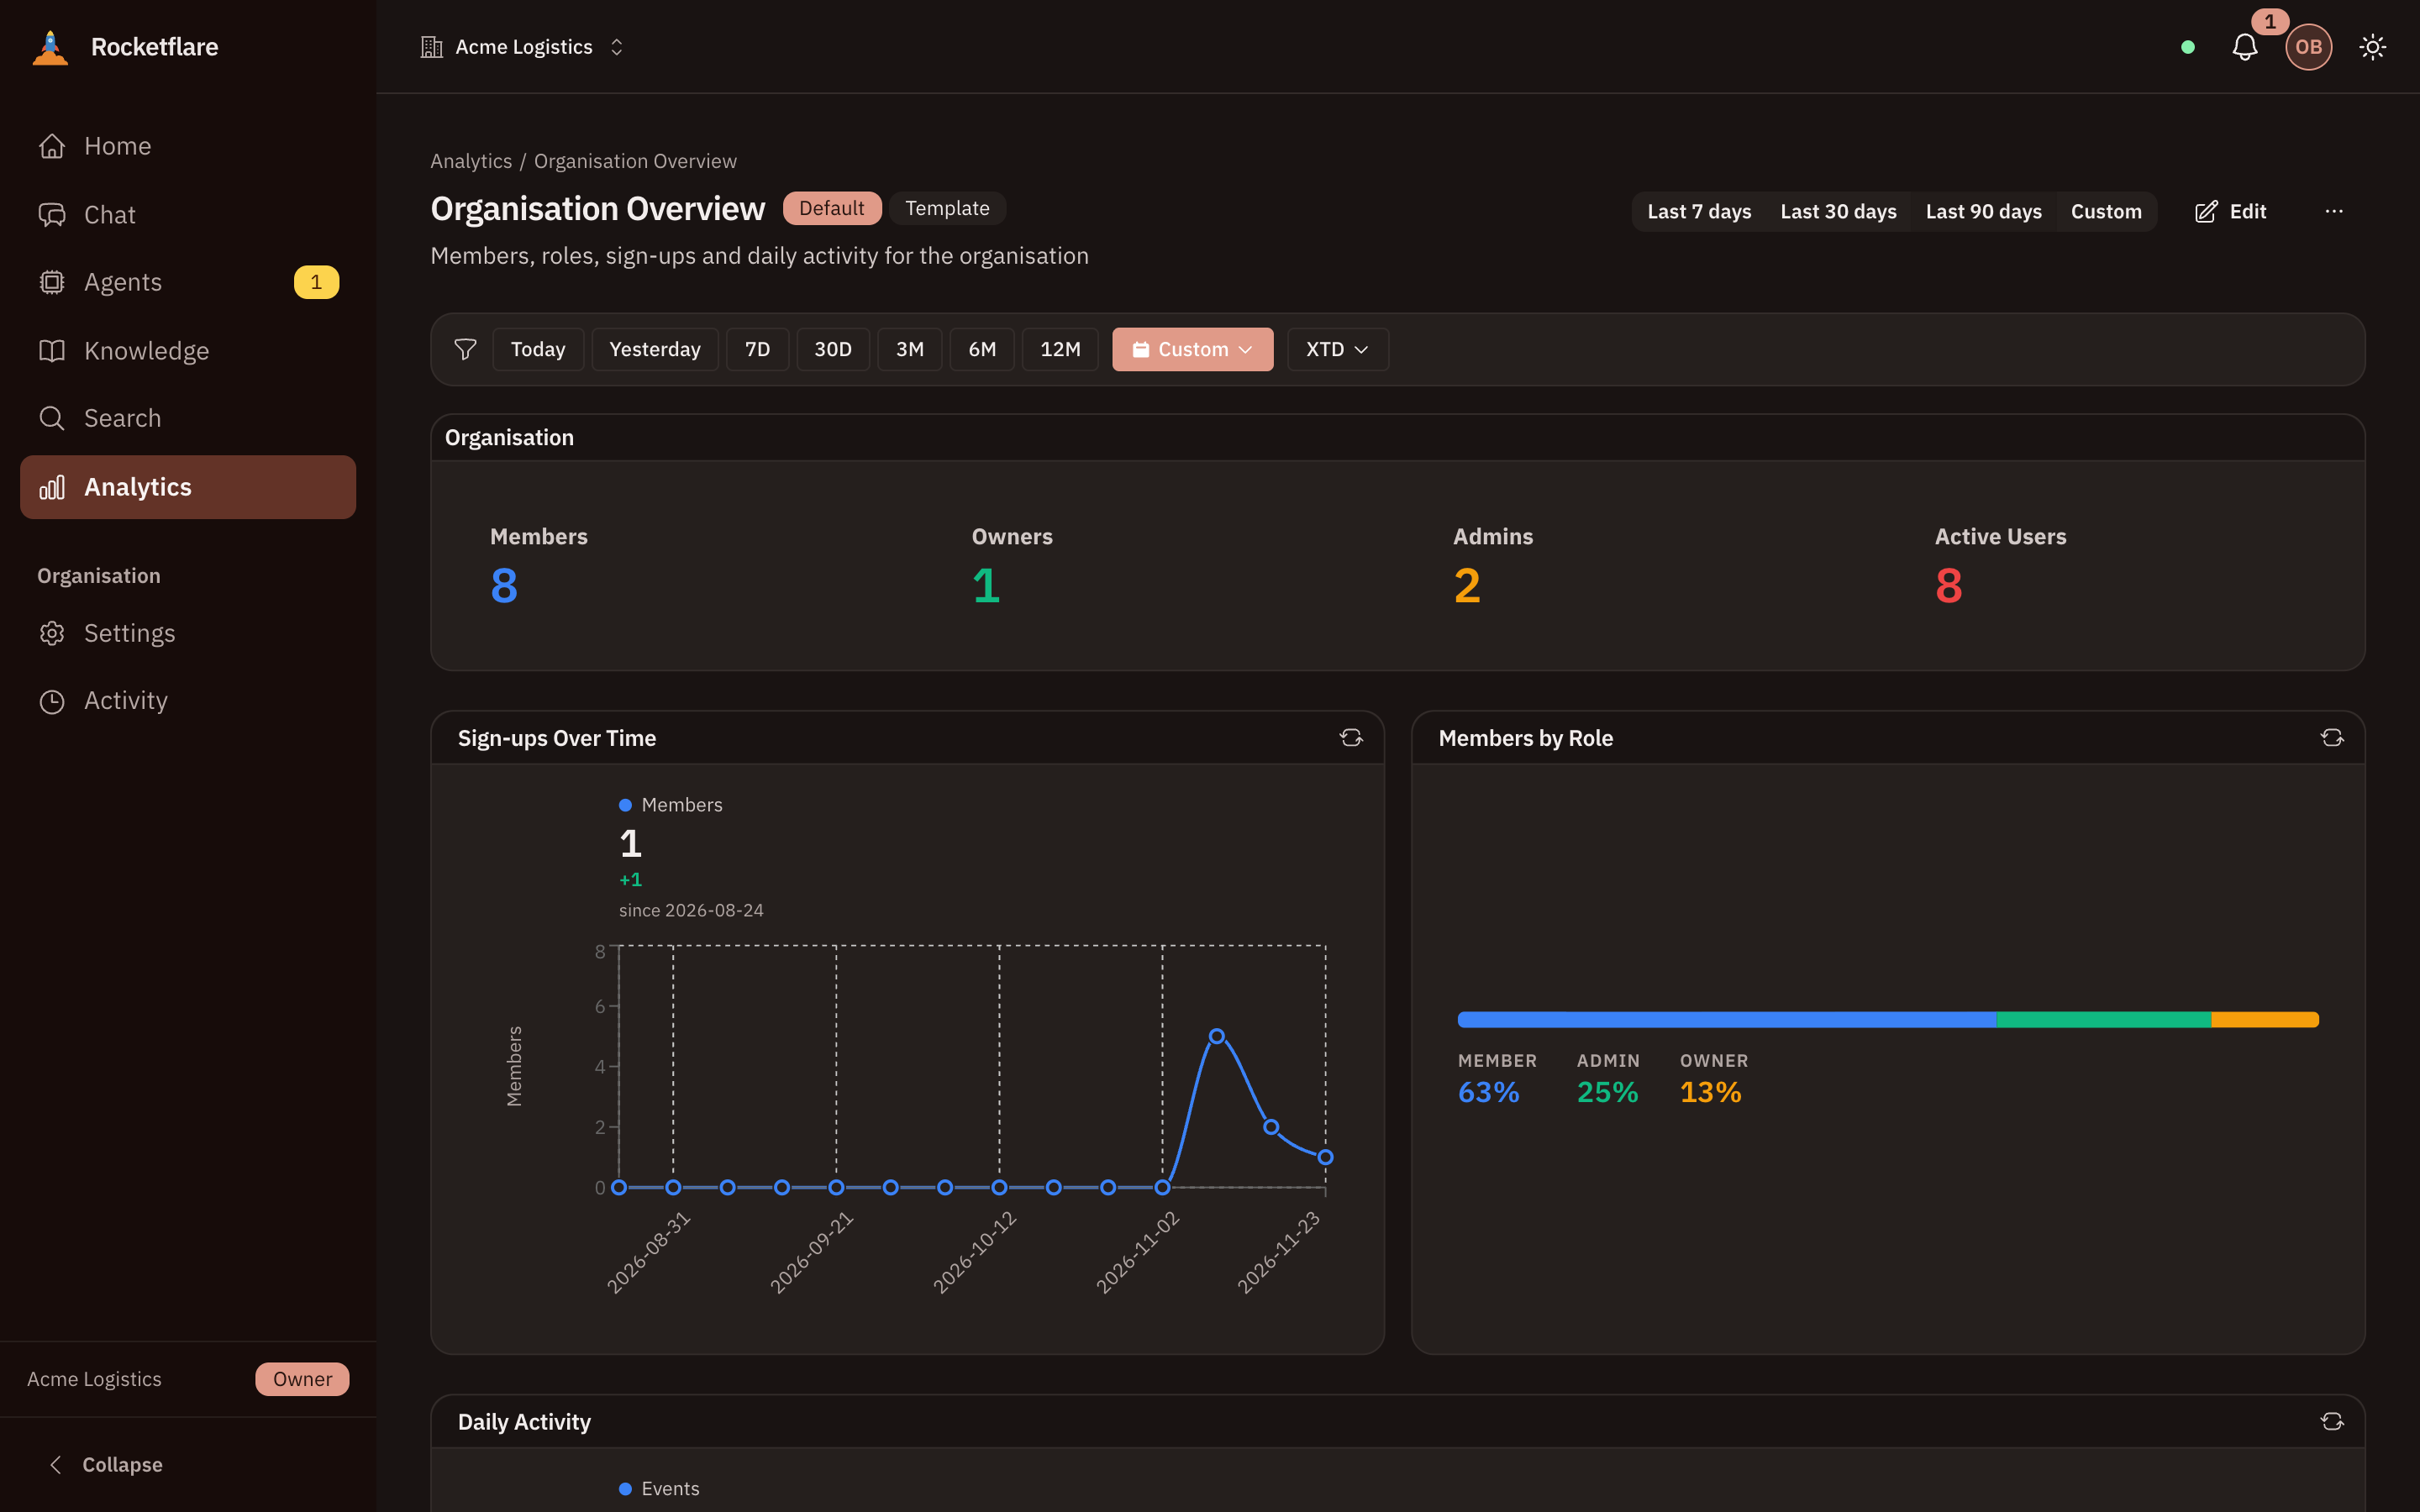 Rocketflare
Acme Logistics
1
OB
Home
Chat
Agents 1
Knowledge
Search
Analytics
Organisation
Settings
Activity
Acme Logistics Owner
Collapse
Analytics / Organisation Overview
Organisation Overview Default Template
Members, roles, sign-ups and daily activity for the organisation
Last 7 days Last 30 days Last 90 days Custom Edit
Today Yesterday 7D 30D 3M 6M 12M Custom XTD
Organisation
Members Owners Admins Active Users
8 1 2 8
Sign-ups Over Time
Members
1
+1
since 2026-08-24
8
6
4
2
0
Members
2026-08-31 2026-09-21 2026-10-12 2026-11-02 2026-11-23
Members by Role
MEMBER ADMIN OWNER
63% 25% 13%
Daily Activity
Events